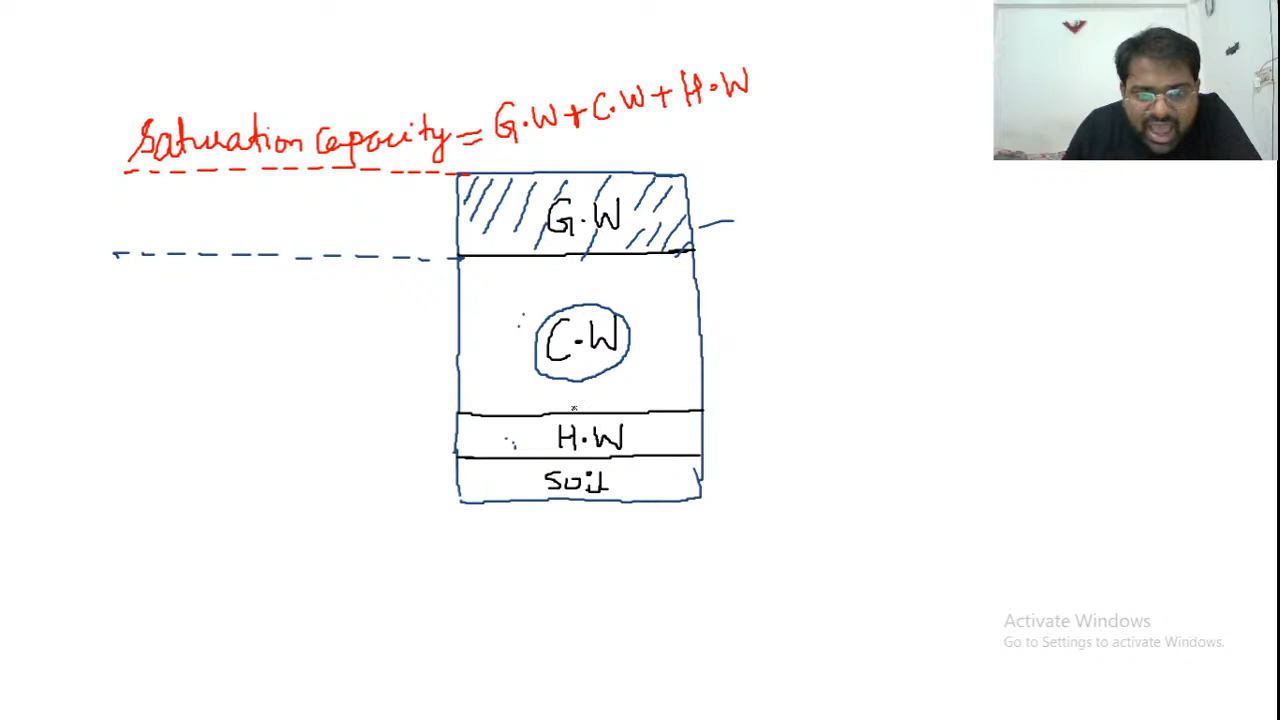 Saturation capacity = G.W + C.W + H.W
G.W
C.W
H.W
Soil
Activate Windows
Go to Settings to activate Windows.